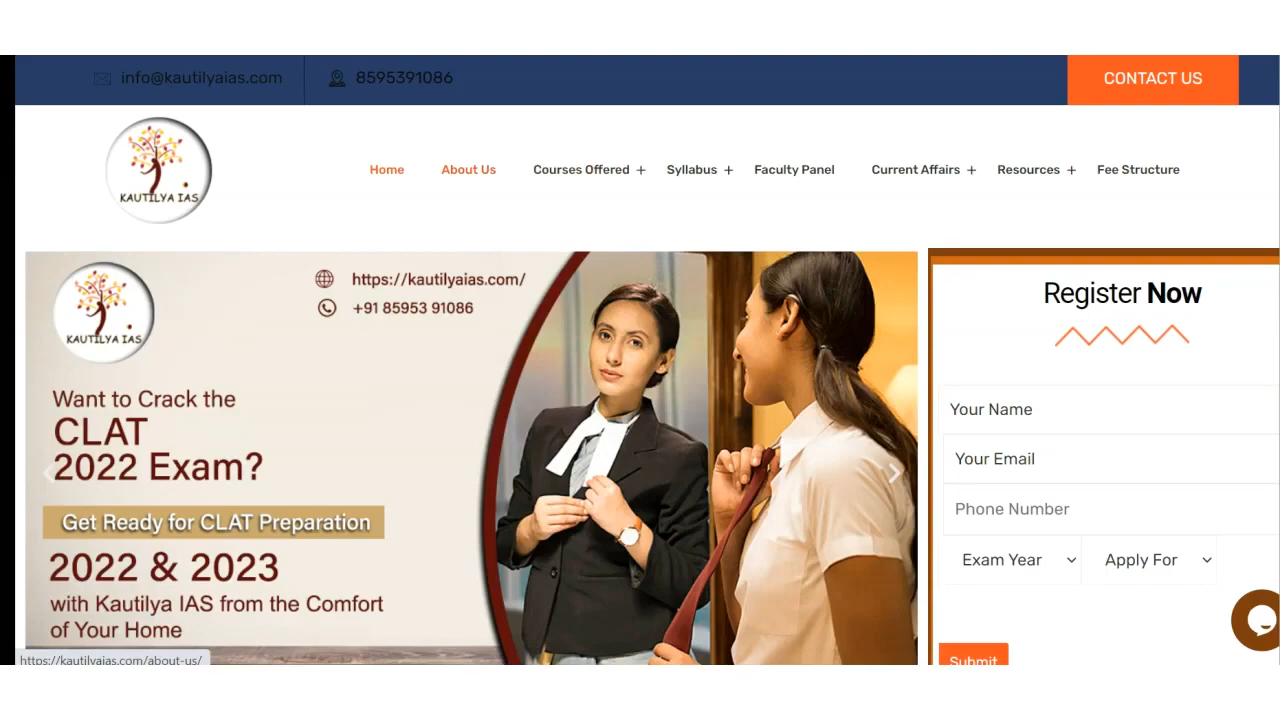 info@kautilyaias.com
8595391086
CONTACT US
KAUTILYA IAS
Home
About Us
Courses Offered +
Syllabus +
Faculty Panel
Current Affairs +
Resources +
Fee Structure
KAUTILYA IAS
https://kautilyaias.com/
+91 85953 91086
Want to Crack the
CLAT
2022 Exam?
Get Ready for CLAT Preparation
2022 & 2023
with Kautilya IAS from the Comfort
of Your Home
Register Now
Your Name
Your Email
Phone Number
Exam Year
Apply For
Submit
https://kautilyaias.com/about-us/